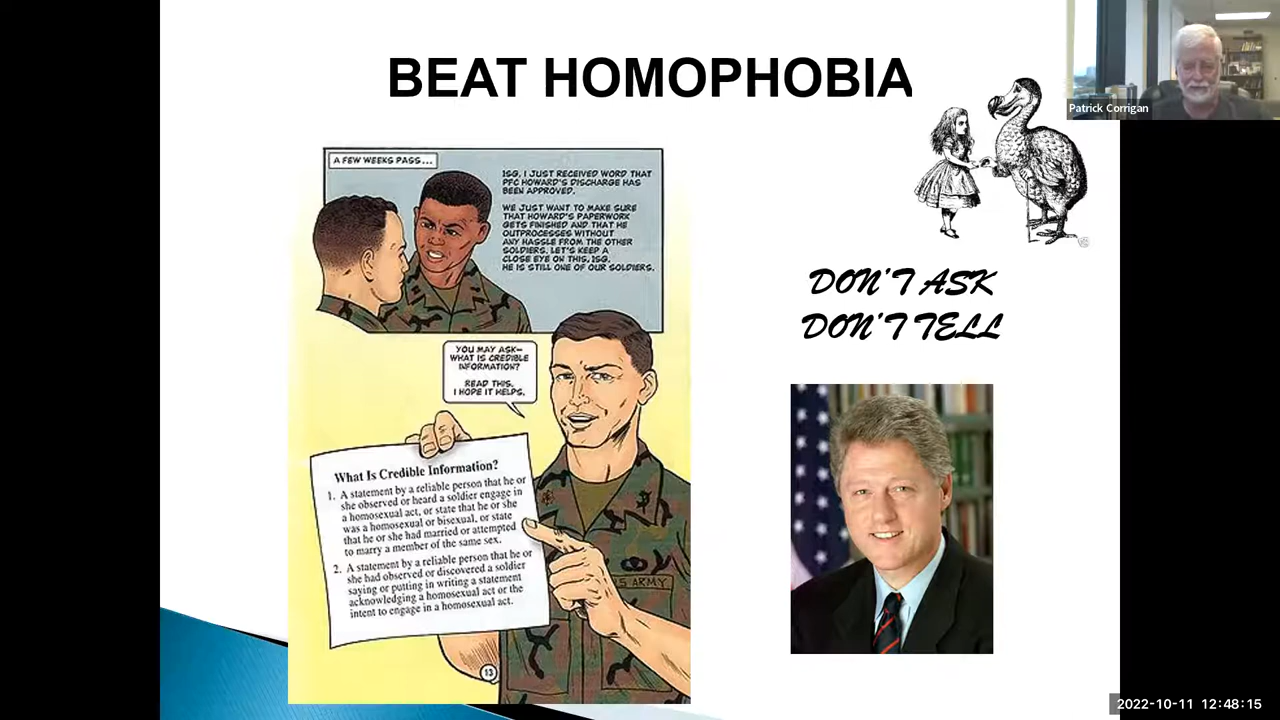 BEAT HOMOPHOBIA
Patrick Corrigan
A FEW WEEKS PASS...
1SG, I JUST RECEIVED WORD THAT
PFC HOWARD'S DISCHARGE HAS
BEEN APPROVED.
WE JUST WANT TO MAKE SURE
THAT HOWARD'S PAPERWORK
GETS FINISHED AND THAT HE
OUTPROCESSES WITHOUT
ANY HASSLE FROM THE OTHER
SOLDIERS. LET'S KEEP A
CLOSE EYE ON THIS, 1SG.
HE IS STILL ONE OF OUR SOLDIERS.
DON'T ASK
DON'T TELL
YOU MAY ASK—
WHAT IS CREDIBLE
INFORMATION?
READ THIS.
I HOPE IT HELPS.
What Is Credible Information?
1. A statement by a reliable person that he or
she observed or heard a soldier engage in
a homosexual act, or state that he or she
was a homosexual or bisexual, or state
that he or she had married or attempted
to marry a member of the same sex.
2. A statement by a reliable person that he or
she had observed or discovered a soldier
saying or putting in writing a statement
acknowledging a homosexual act or the
intent to engage in a homosexual act.
U.S ARMY
13
2022-10-11 12:48:15